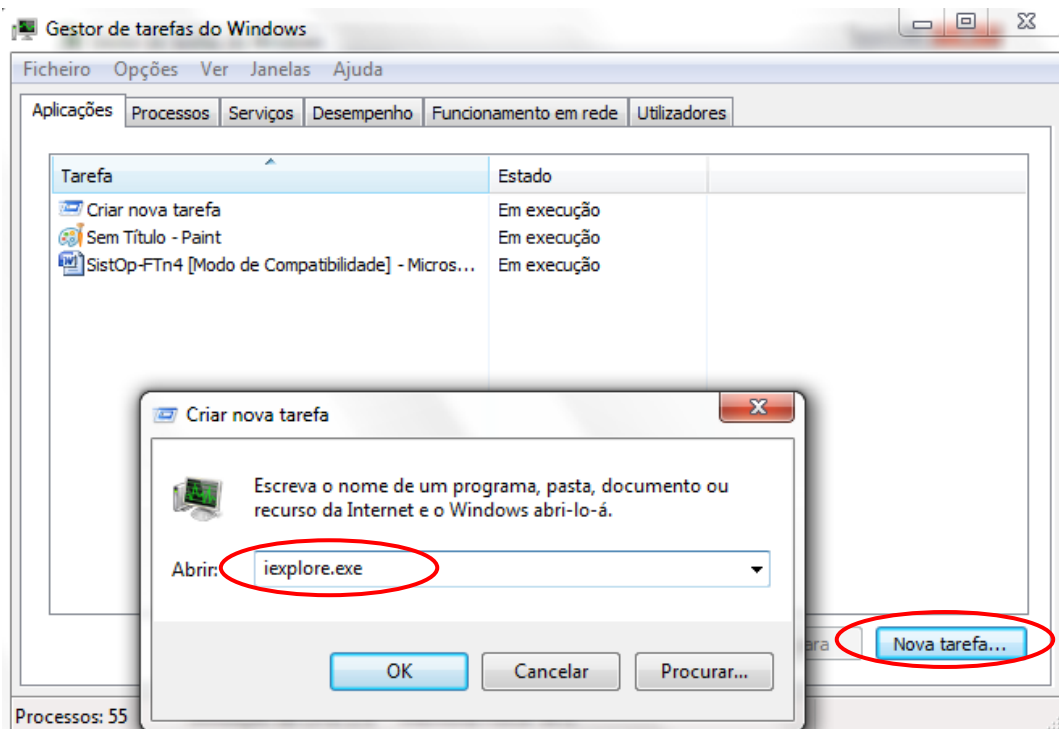 Gestor de tarefas do Windows
Ficheiro Opções Ver Janelas Ajuda
Aplicações Processos Serviços Desempenho Funcionamento em rede Utilizadores
Tarefa Estado
Criar nova tarefa Em execução
Sem Título - Paint Em execução
SistOp-FTn4 [Modo de Compatibilidade] - Micros... Em execução
Criar nova tarefa
Escreva o nome de um programa, pasta, documento ou
recurso da Internet e o Windows abri-lo-á.
Abrir: iexplore.exe
Nova tarefa...
OK Cancelar Procurar...
Processos: 55